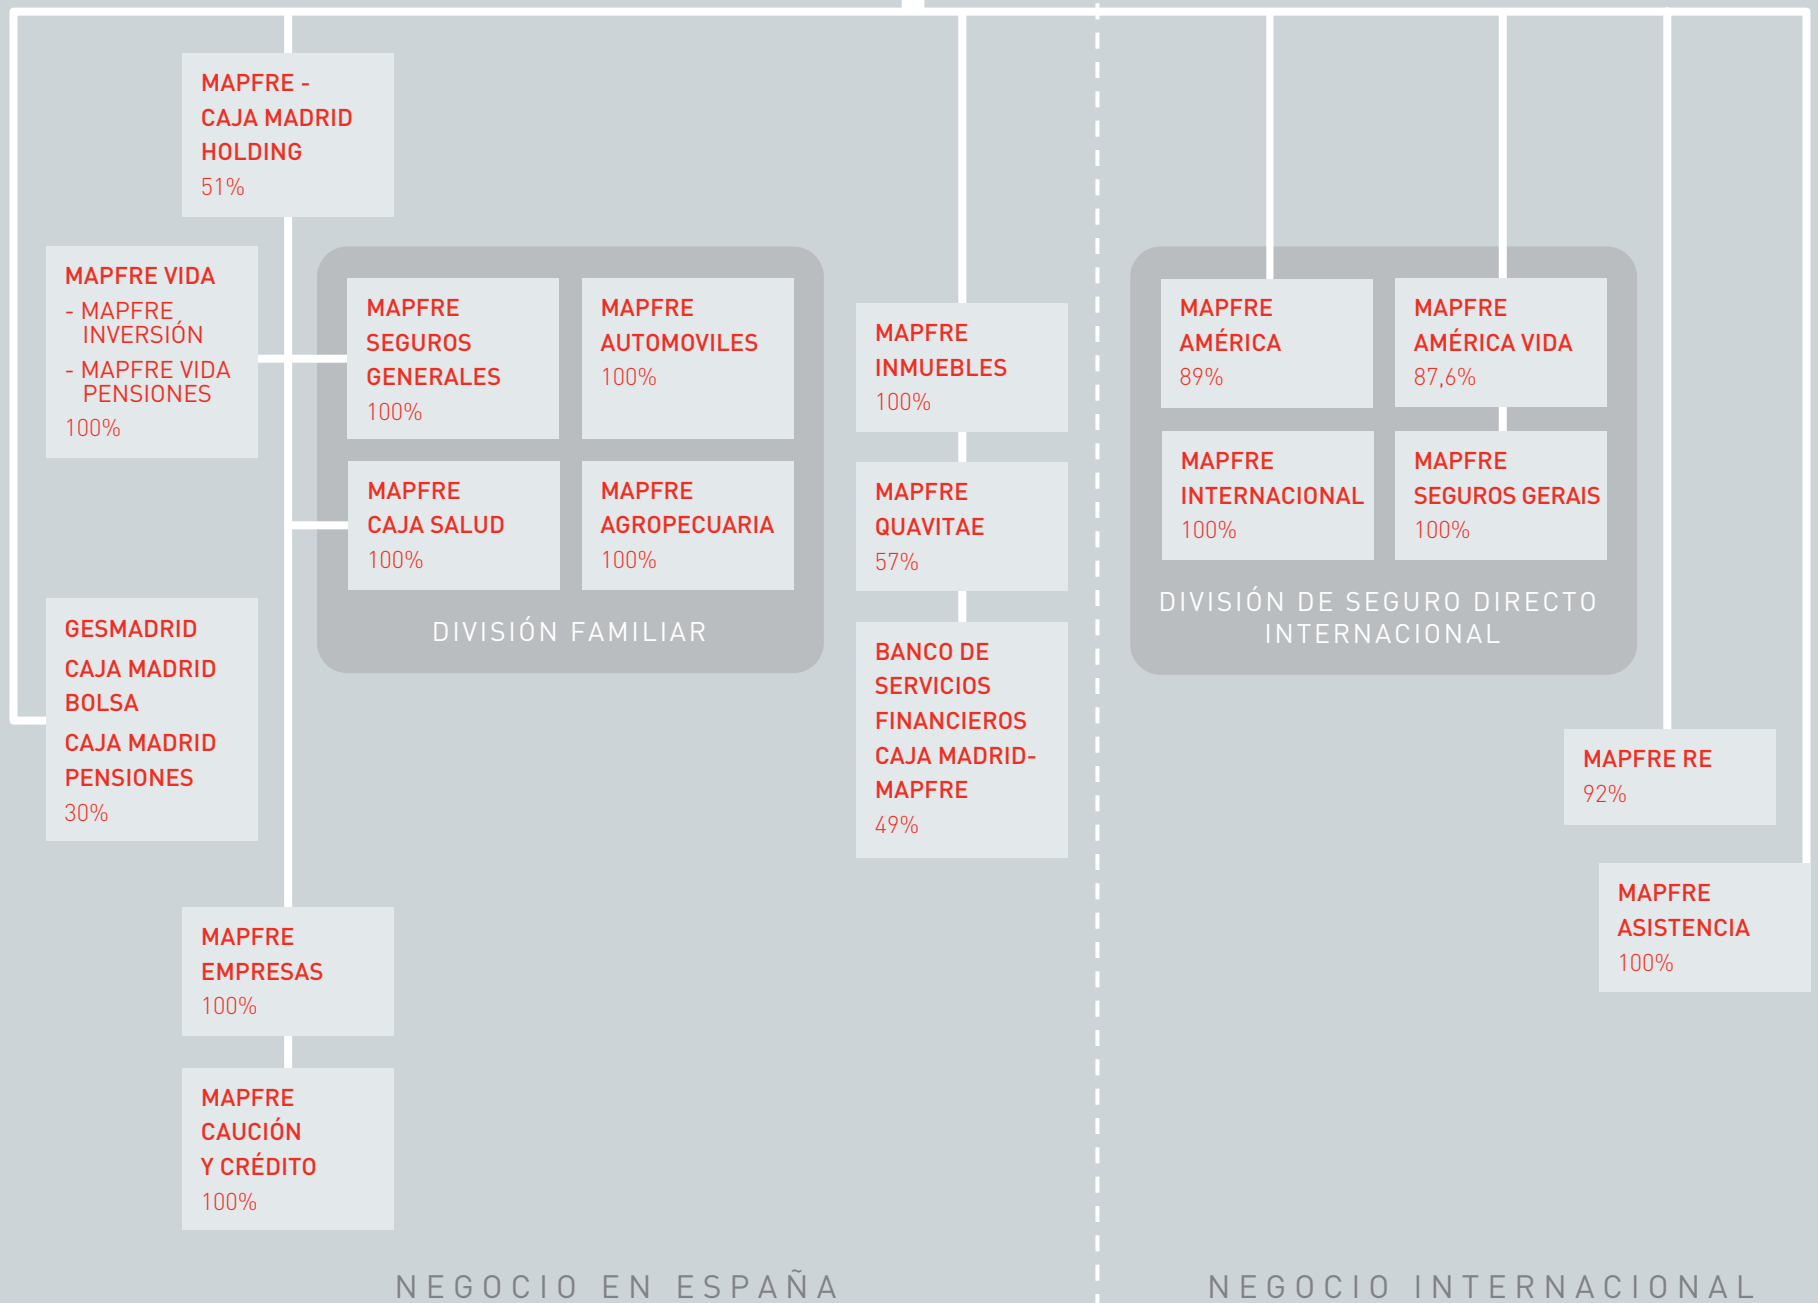 MAPFRE -
CAJA MADRID
HOLDING
51%
MAPFRE VIDA
- MAPFRE
INVERSIÓN
- MAPFRE VIDA
PENSIONES
100%
MAPFRE
SEGUROS
GENERALES
100%
MAPFRE
AUTOMOVILES
100%
MAPFRE
CAJA SALUD
100%
MAPFRE
AGROPECUARIA
100%
DIVISIÓN FAMILIAR
GESMADRID
CAJA MADRID
BOLSA
CAJA MADRID
PENSIONES
30%
MAPFRE
EMPRESAS
100%
MAPFRE
CAUCIÓN
Y CRÉDITO
100%
MAPFRE
INMUEBLES
100%
MAPFRE
QUAVITAE
57%
BANCO DE
SERVICIOS
FINANCIEROS
CAJA MADRID-
MAPFRE
49%
NEGOCIO EN ESPAÑA
MAPFRE
AMÉRICA
89%
MAPFRE
AMÉRICA VIDA
87,6%
MAPFRE
INTERNACIONAL
100%
MAPFRE
SEGUROS GERAIS
100%
DIVISIÓN DE SEGURO DIRECTO
INTERNACIONAL
MAPFRE RE
92%
MAPFRE
ASISTENCIA
100%
NEGOCIO INTERNACIONAL